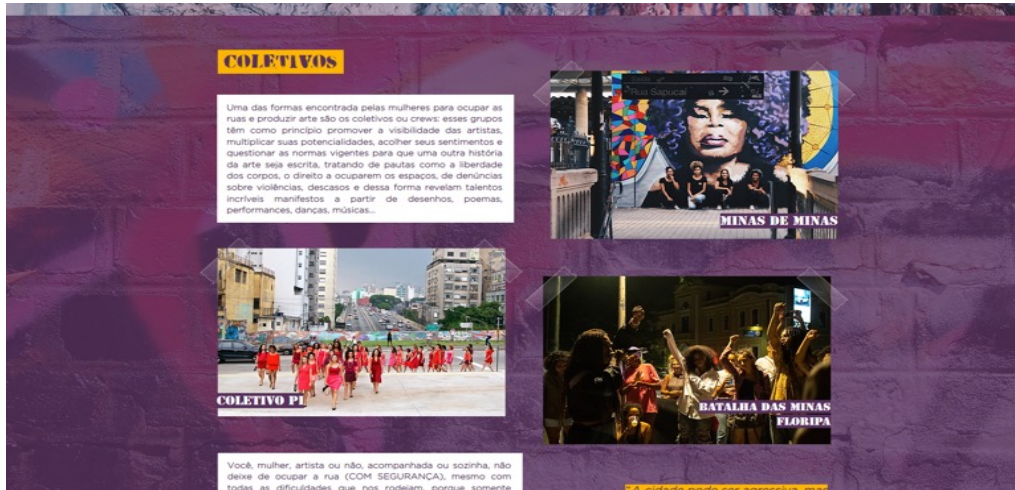 COLETIVOS
Uma das formas encontrada pelas mulheres para ocupar as
ruas e produzir arte são os coletivos ou crews: esses grupos
têm como princípio promover a visibilidade das artistas,
multiplicar suas potencialidades, acolher seus sentimentos e
questionar as normas vigentes para que uma outra história
da arte seja escrita, tratando de pautas como a liberdade
dos corpos, o direito a ocuparem os espaços, de denúncias
sobre violências, descasos e dessa forma revelam talentos
incríveis manifestos a partir de desenhos, poemas,
performances, danças, músicas...
Rua Sapucaí
MINAS DE MINAS
COLETIVO PI
BATALHA DAS MINAS
FLORIPA
Você, mulher, artista ou não, acompanhada ou sozinha, não
deixe de ocupar a rua (COM SEGURANÇA), mesmo com
todas as dificuldades que nos rodeiam, porque somente
"A cidade pode ser agressiva, mas